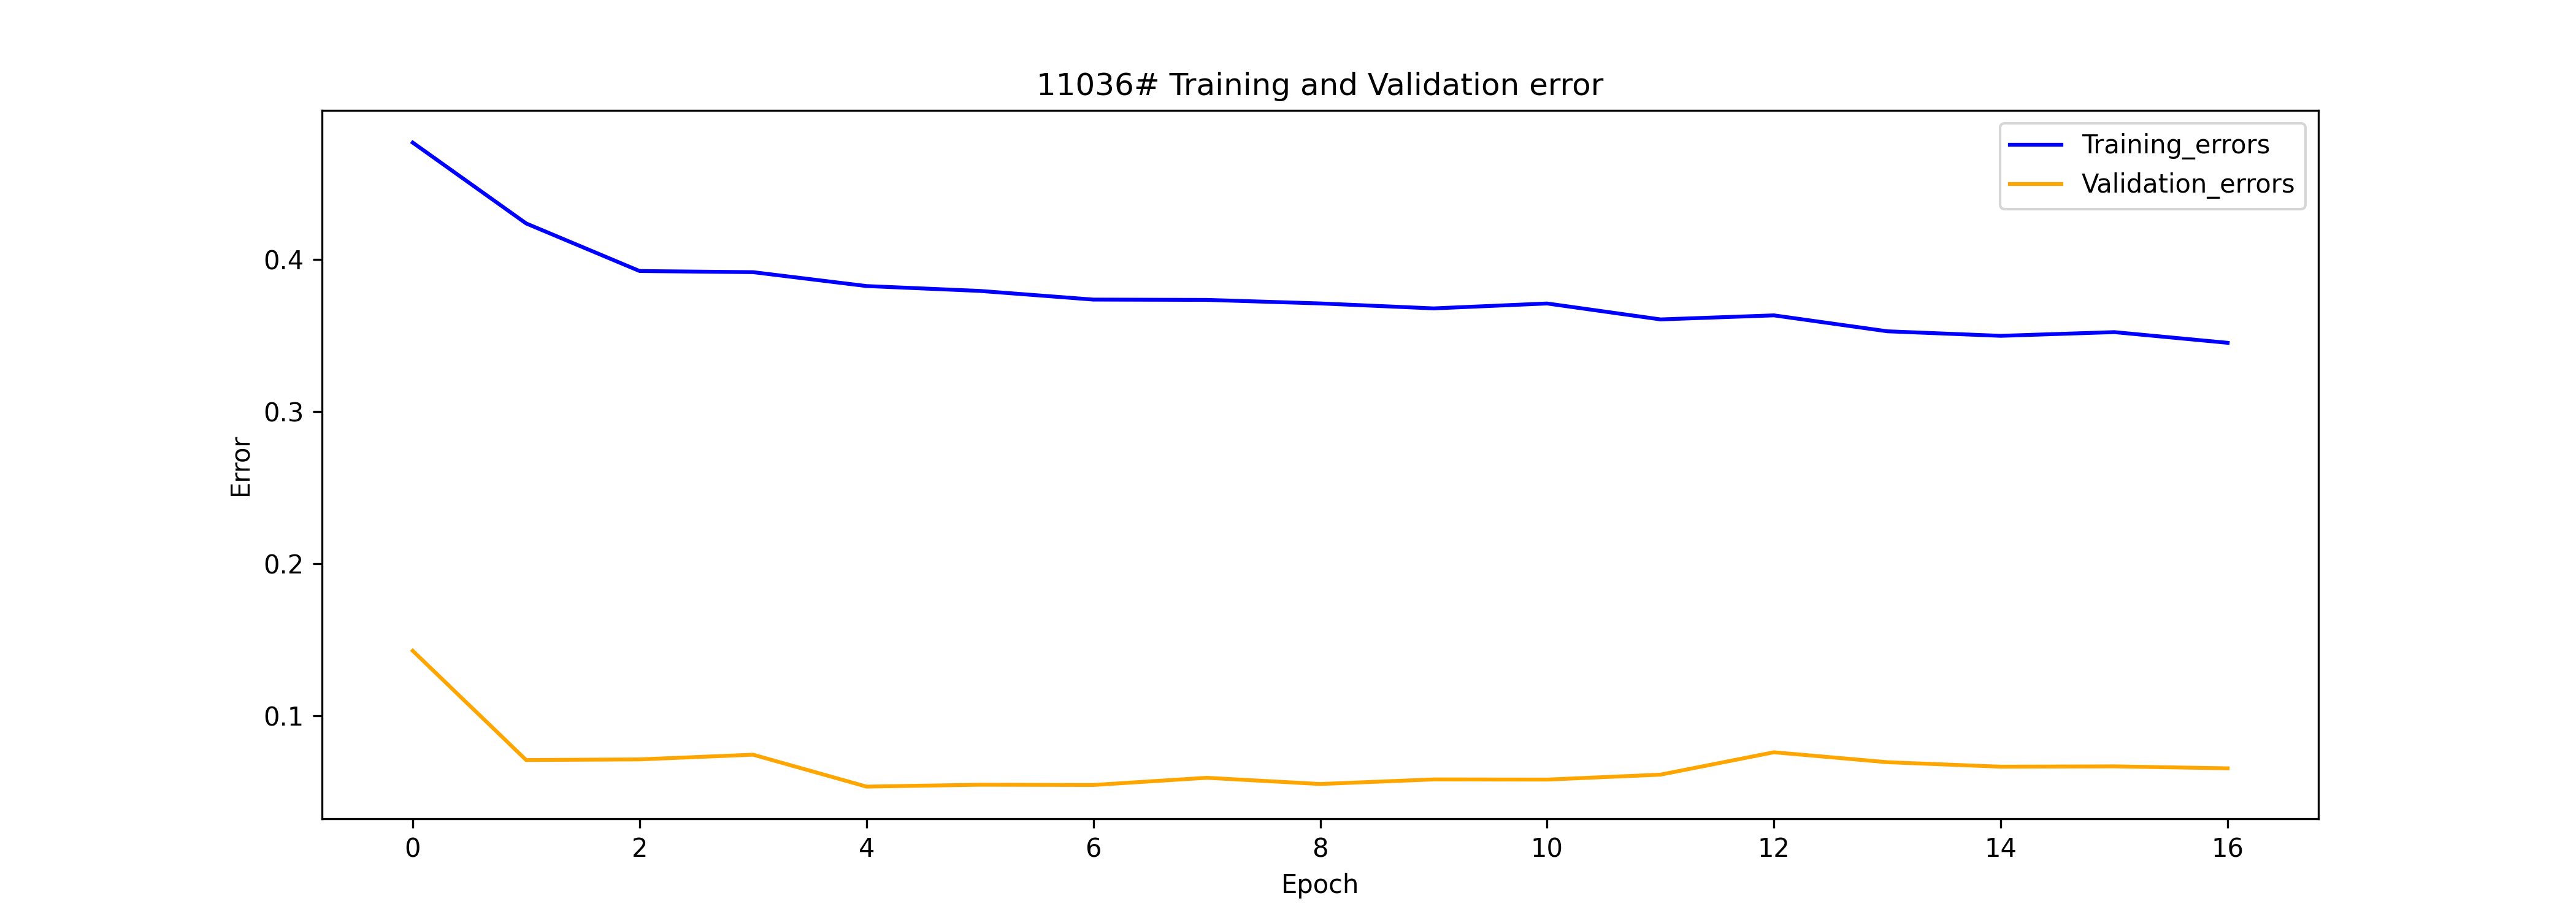 11036# Training and Validation error
Training_errors
Validation_errors
0.4
0.3
0.2
0.1
Error
0 2 4 6 8 10 12 14 16
Epoch